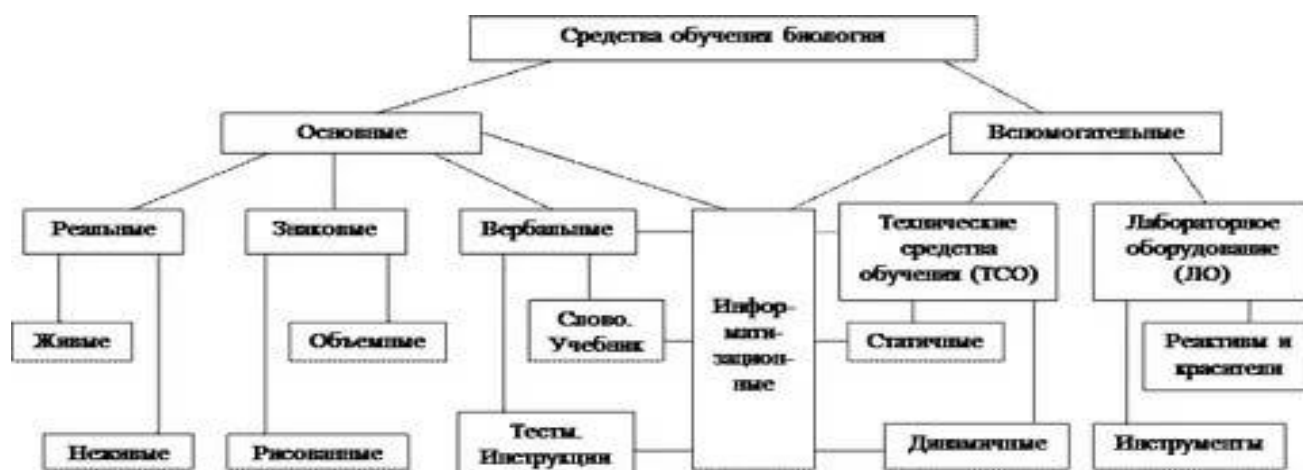 Средства обучения биологии
Основные
Вспомогательные
Реальные
Знаковые
Вербальные
Инфор-
мати-
зацион-
ные
Технические
средства
обучения (ТСО)
Лабораторное
оборудование
(ЛО)
Живые
Объемные
Слово.
Учебник
Статичные
Реактивы и
красители
Неживые
Рисованные
Тесты.
Инструкции
Динамичные
Инструменты